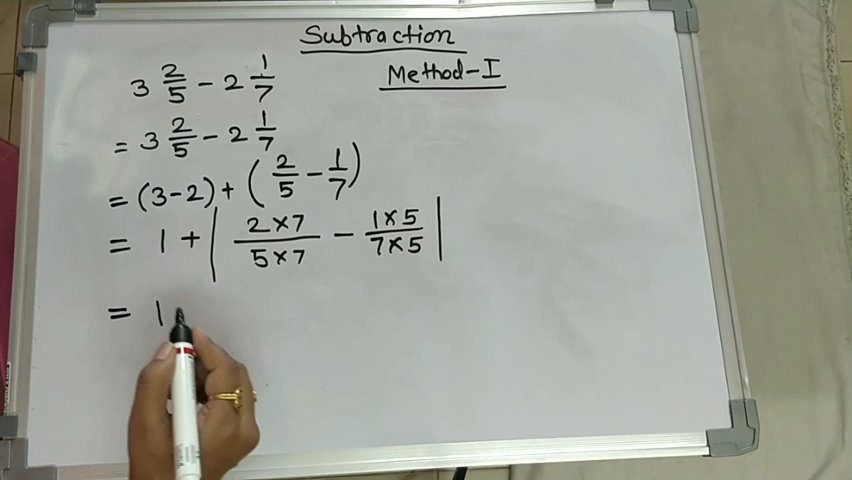 Subtraction
Method-I
3 2/5 - 2 1/7
= 3 2/5 - 2 1/7
= (3-2) + (2/5 - 1/7)
= 1 + | 2×7/5×7 - 1×5/7×5 |
= 1